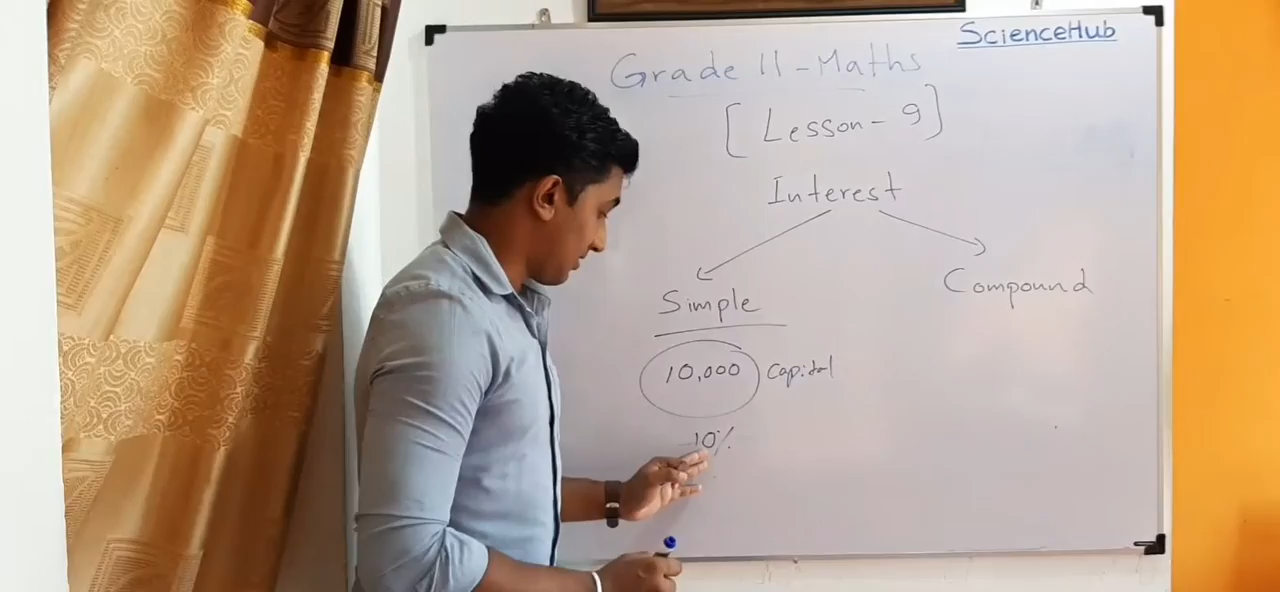 ScienceHub
Grade 11 - Maths
[Lesson - 9]
Interest
Simple
Compound
10,000 Capital
10%